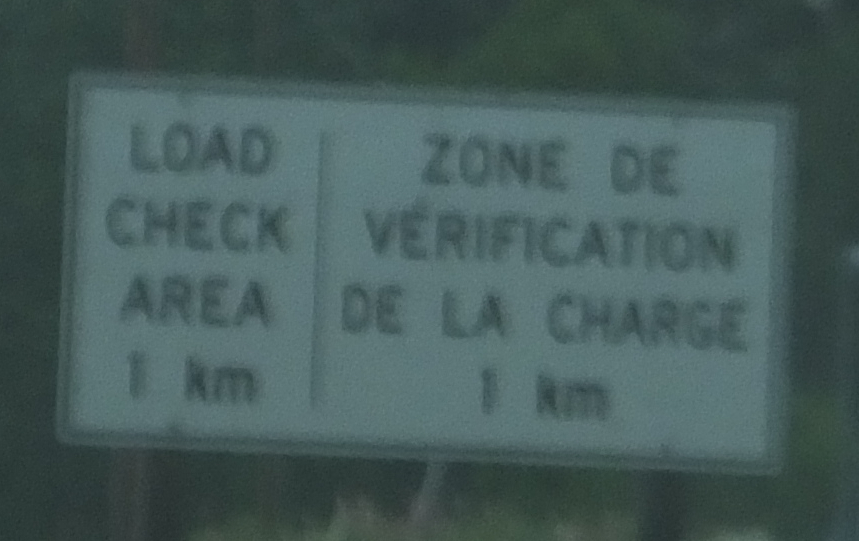 LOAD
CHECK
AREA
1 km
ZONE DE
VÉRIFICATION
DE LA CHARGE
1 km